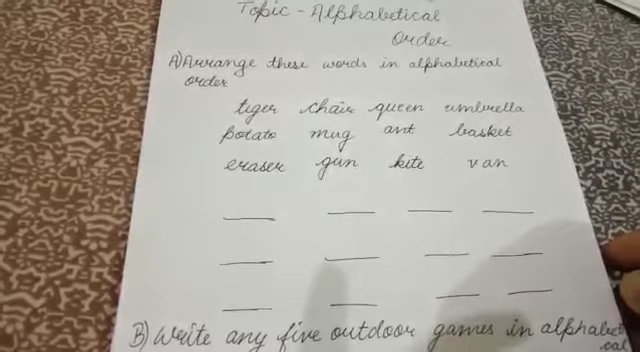 Topic - Alphabetical
Order
A) Arrange these words in alphabetical
order
tiger chair queen umbrella
potato mug ant basket
eraser gun kite van
B) Write any five outdoor games in alphabet
cal